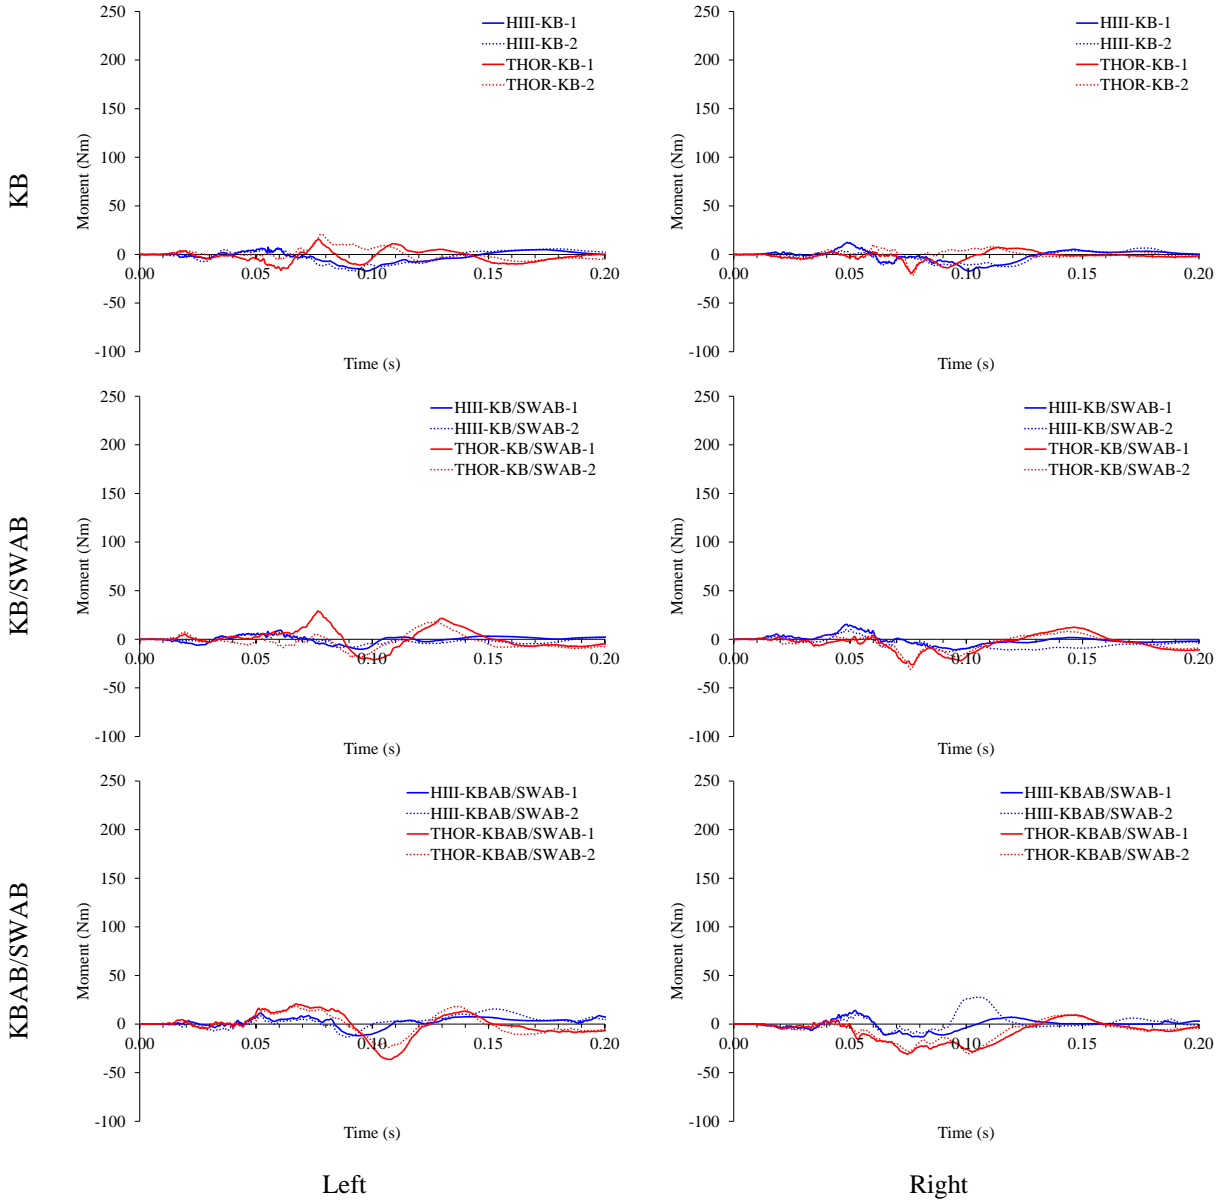 KB
Moment (Nm)
250
200
150
100
50
0
-50
-100
0.00
0.05
0.10
0.15
0.20
Time (s)
HIII-KB-1
HIII-KB-2
THOR-KB-1
THOR-KB-2
Moment (Nm)
250
200
150
100
50
0
-50
-100
0.00
0.05
0.10
0.15
0.20
Time (s)
HIII-KB-1
HIII-KB-2
THOR-KB-1
THOR-KB-2
KB/SWAB
Moment (Nm)
250
200
150
100
50
0
-50
-100
0.00
0.05
0.10
0.15
0.20
Time (s)
HIII-KB/SWAB-1
HIII-KB/SWAB-2
THOR-KB/SWAB-1
THOR-KB/SWAB-2
Moment (Nm)
250
200
150
100
50
0
-50
-100
0.00
0.05
0.10
0.15
0.20
Time (s)
HIII-KB/SWAB-1
HIII-KB/SWAB-2
THOR-KB/SWAB-1
THOR-KB/SWAB-2
KBAB/SWAB
Moment (Nm)
250
200
150
100
50
0
-50
-100
0.00
0.05
0.10
0.15
0.20
Time (s)
HIII-KBAB/SWAB-1
HIII-KBAB/SWAB-2
THOR-KBAB/SWAB-1
THOR-KBAB/SWAB-2
Moment (Nm)
250
200
150
100
50
0
-50
-100
0.00
0.05
0.10
0.15
0.20
Time (s)
HIII-KBAB/SWAB-1
HIII-KBAB/SWAB-2
THOR-KBAB/SWAB-1
THOR-KBAB/SWAB-2
Left
Right